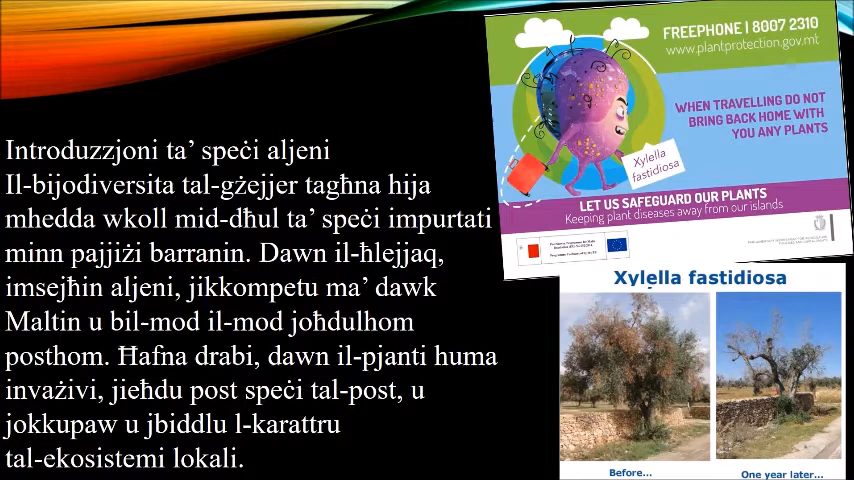 Introduzzjoni ta’ speċi aljeni
Il-bijodiversita tal-gżejjer tagħna hija
mhedda wkoll mid-dħul ta’ speċi impurtati
minn pajjiżi barranin. Dawn il-ħlejjaq,
imsejħin aljeni, jikkompetu ma’ dawk
Maltin u bil-mod il-mod joħdulhom
posthom. Ħafna drabi, dawn il-pjanti huma
invażivi, jieħdu post speċi tal-post, u
jokkupaw u jbiddlu l-karattru
tal-ekosistemi lokali.
FREEPHONE | 8007 2310
www.plantprotection.gov.mt
WHEN TRAVELLING DO NOT
BRING BACK HOME WITH
YOU ANY PLANTS
Xylella
fastidiosa
LET US SAFEGUARD OUR PLANTS
Keeping plant diseases away from our islands
Xylella fastidiosa
Before...
One year later...